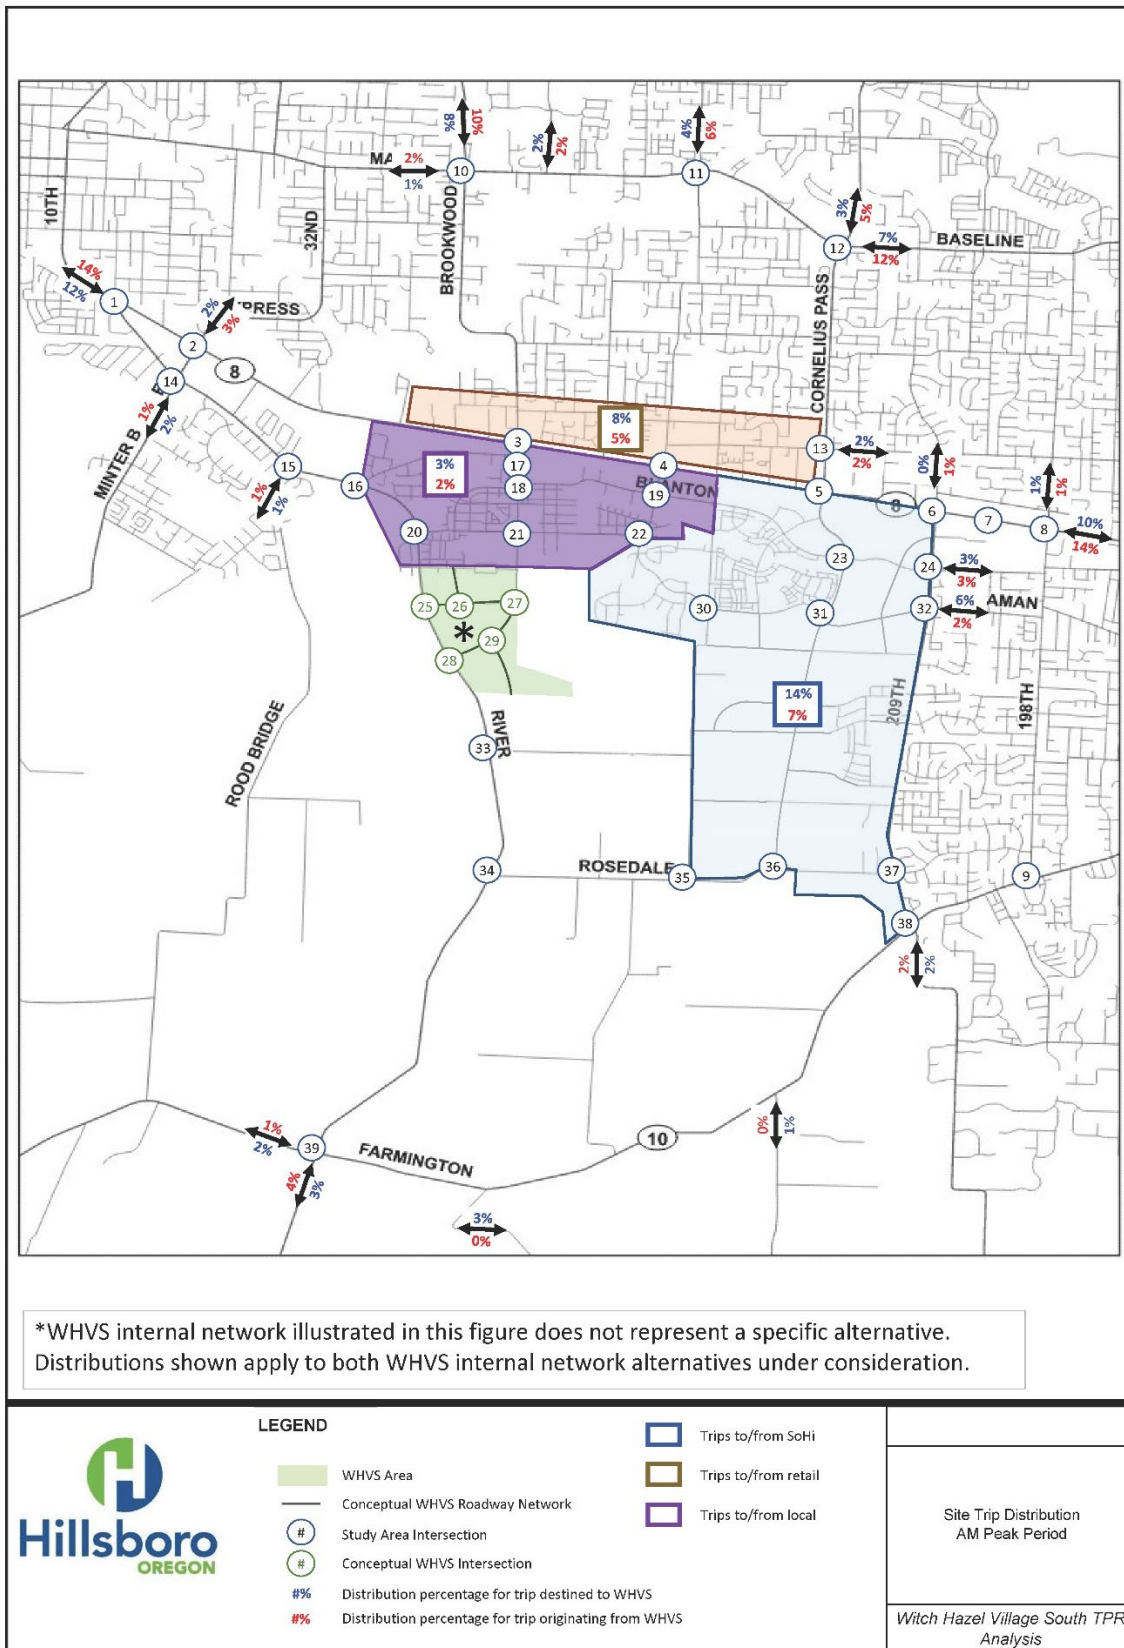 8%
10%
2%
2%
4%
6%
MA
2%
1%
10
11
3%
5%
10TH
32ND
BROOKWOOD
12
7%
12%
BASELINE
14%
12%
1
2%
3%
PRESS
CORNELIUS PASS
2
8
14
1%
2%
MINTER B
8%
5%
3
13
2%
2%
0%
1%
15
3%
2%
17
4
1%
1%
16
18
BLANTON
19
5
8
6
7
8
10%
14%
1%
1%
20
21
22
23
24
3%
3%
25
26
27
30
31
32
6%
2%
AMAN
*
29
28
14%
7%
209TH
198TH
ROOD BRIDGE
33
RIVER
34
ROSEDALE
35
36
37
9
38
2%
2%
1%
2%
39
FARMINGTON
10
0%
1%
4%
3%
3%
0%
*WHVS internal network illustrated in this figure does not represent a specific alternative.
Distributions shown apply to both WHVS internal network alternatives under consideration.
Hillsboro
OREGON
LEGEND
WHVS Area
Conceptual WHVS Roadway Network
# Study Area Intersection
# Conceptual WHVS Intersection
#% Distribution percentage for trip destined to WHVS
#% Distribution percentage for trip originating from WHVS
Trips to/from SoHi
Trips to/from retail
Trips to/from local
Site Trip Distribution
AM Peak Period
Witch Hazel Village South TPR
Analysis